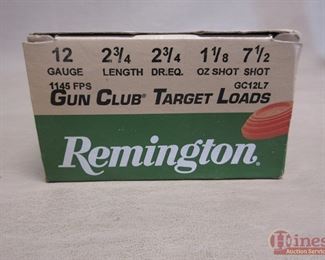 12 2¾ 2¾ 1⅛ 7½
GAUGE LENGTH DR.EQ. OZ SHOT SHOT
1145 FPS GC12L7
GUN CLUB® TARGET LOADS
Remington®
Hines
Auction Service